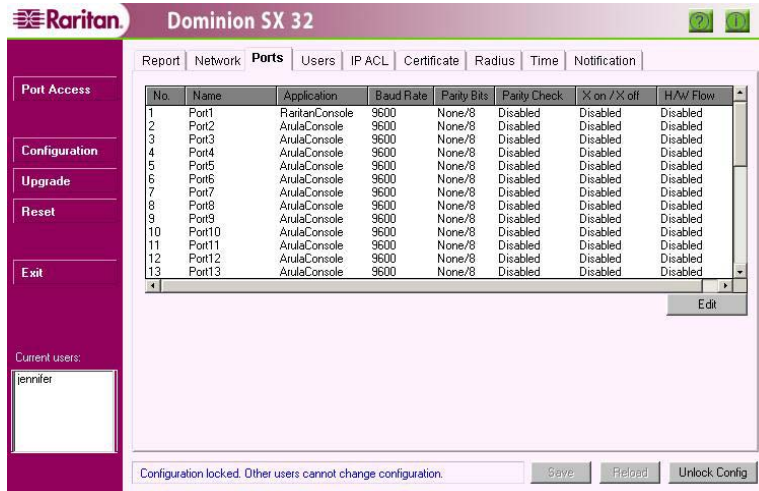 Raritan.
Dominion SX 32
?
i
Report Network Ports Users IP ACL Certificate Radius Time Notification
Port Access
Configuration
Upgrade
Reset
Exit
No. Name Application Baud Rate Parity Bits Parity Check X on / X off H/W Flow
1 Port1 RaritanConsole 9600 None/8 Disabled Disabled Disabled
2 Port2 ArulaConsole 9600 None/8 Disabled Disabled Disabled
3 Port3 ArulaConsole 9600 None/8 Disabled Disabled Disabled
4 Port4 ArulaConsole 9600 None/8 Disabled Disabled Disabled
5 Port5 ArulaConsole 9600 None/8 Disabled Disabled Disabled
6 Port6 ArulaConsole 9600 None/8 Disabled Disabled Disabled
7 Port7 ArulaConsole 9600 None/8 Disabled Disabled Disabled
8 Port8 ArulaConsole 9600 None/8 Disabled Disabled Disabled
9 Port9 ArulaConsole 9600 None/8 Disabled Disabled Disabled
10 Port10 ArulaConsole 9600 None/8 Disabled Disabled Disabled
11 Port11 ArulaConsole 9600 None/8 Disabled Disabled Disabled
12 Port12 ArulaConsole 9600 None/8 Disabled Disabled Disabled
13 Port13 ArulaConsole 9600 None/8 Disabled Disabled Disabled
Edit
Current users:
jennifer
Configuration locked. Other users cannot change configuration.
Save Reload Unlock Config